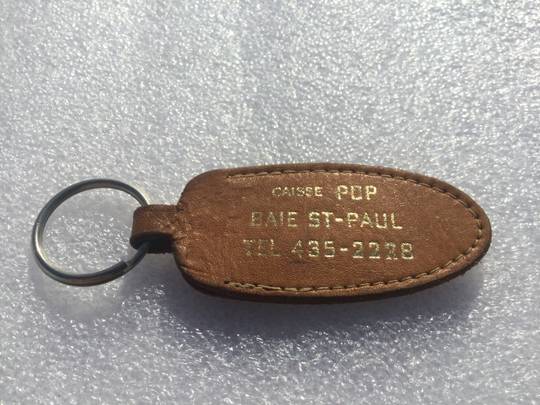 CAISSE POP
BAIE ST-PAUL
TEL 435-2228